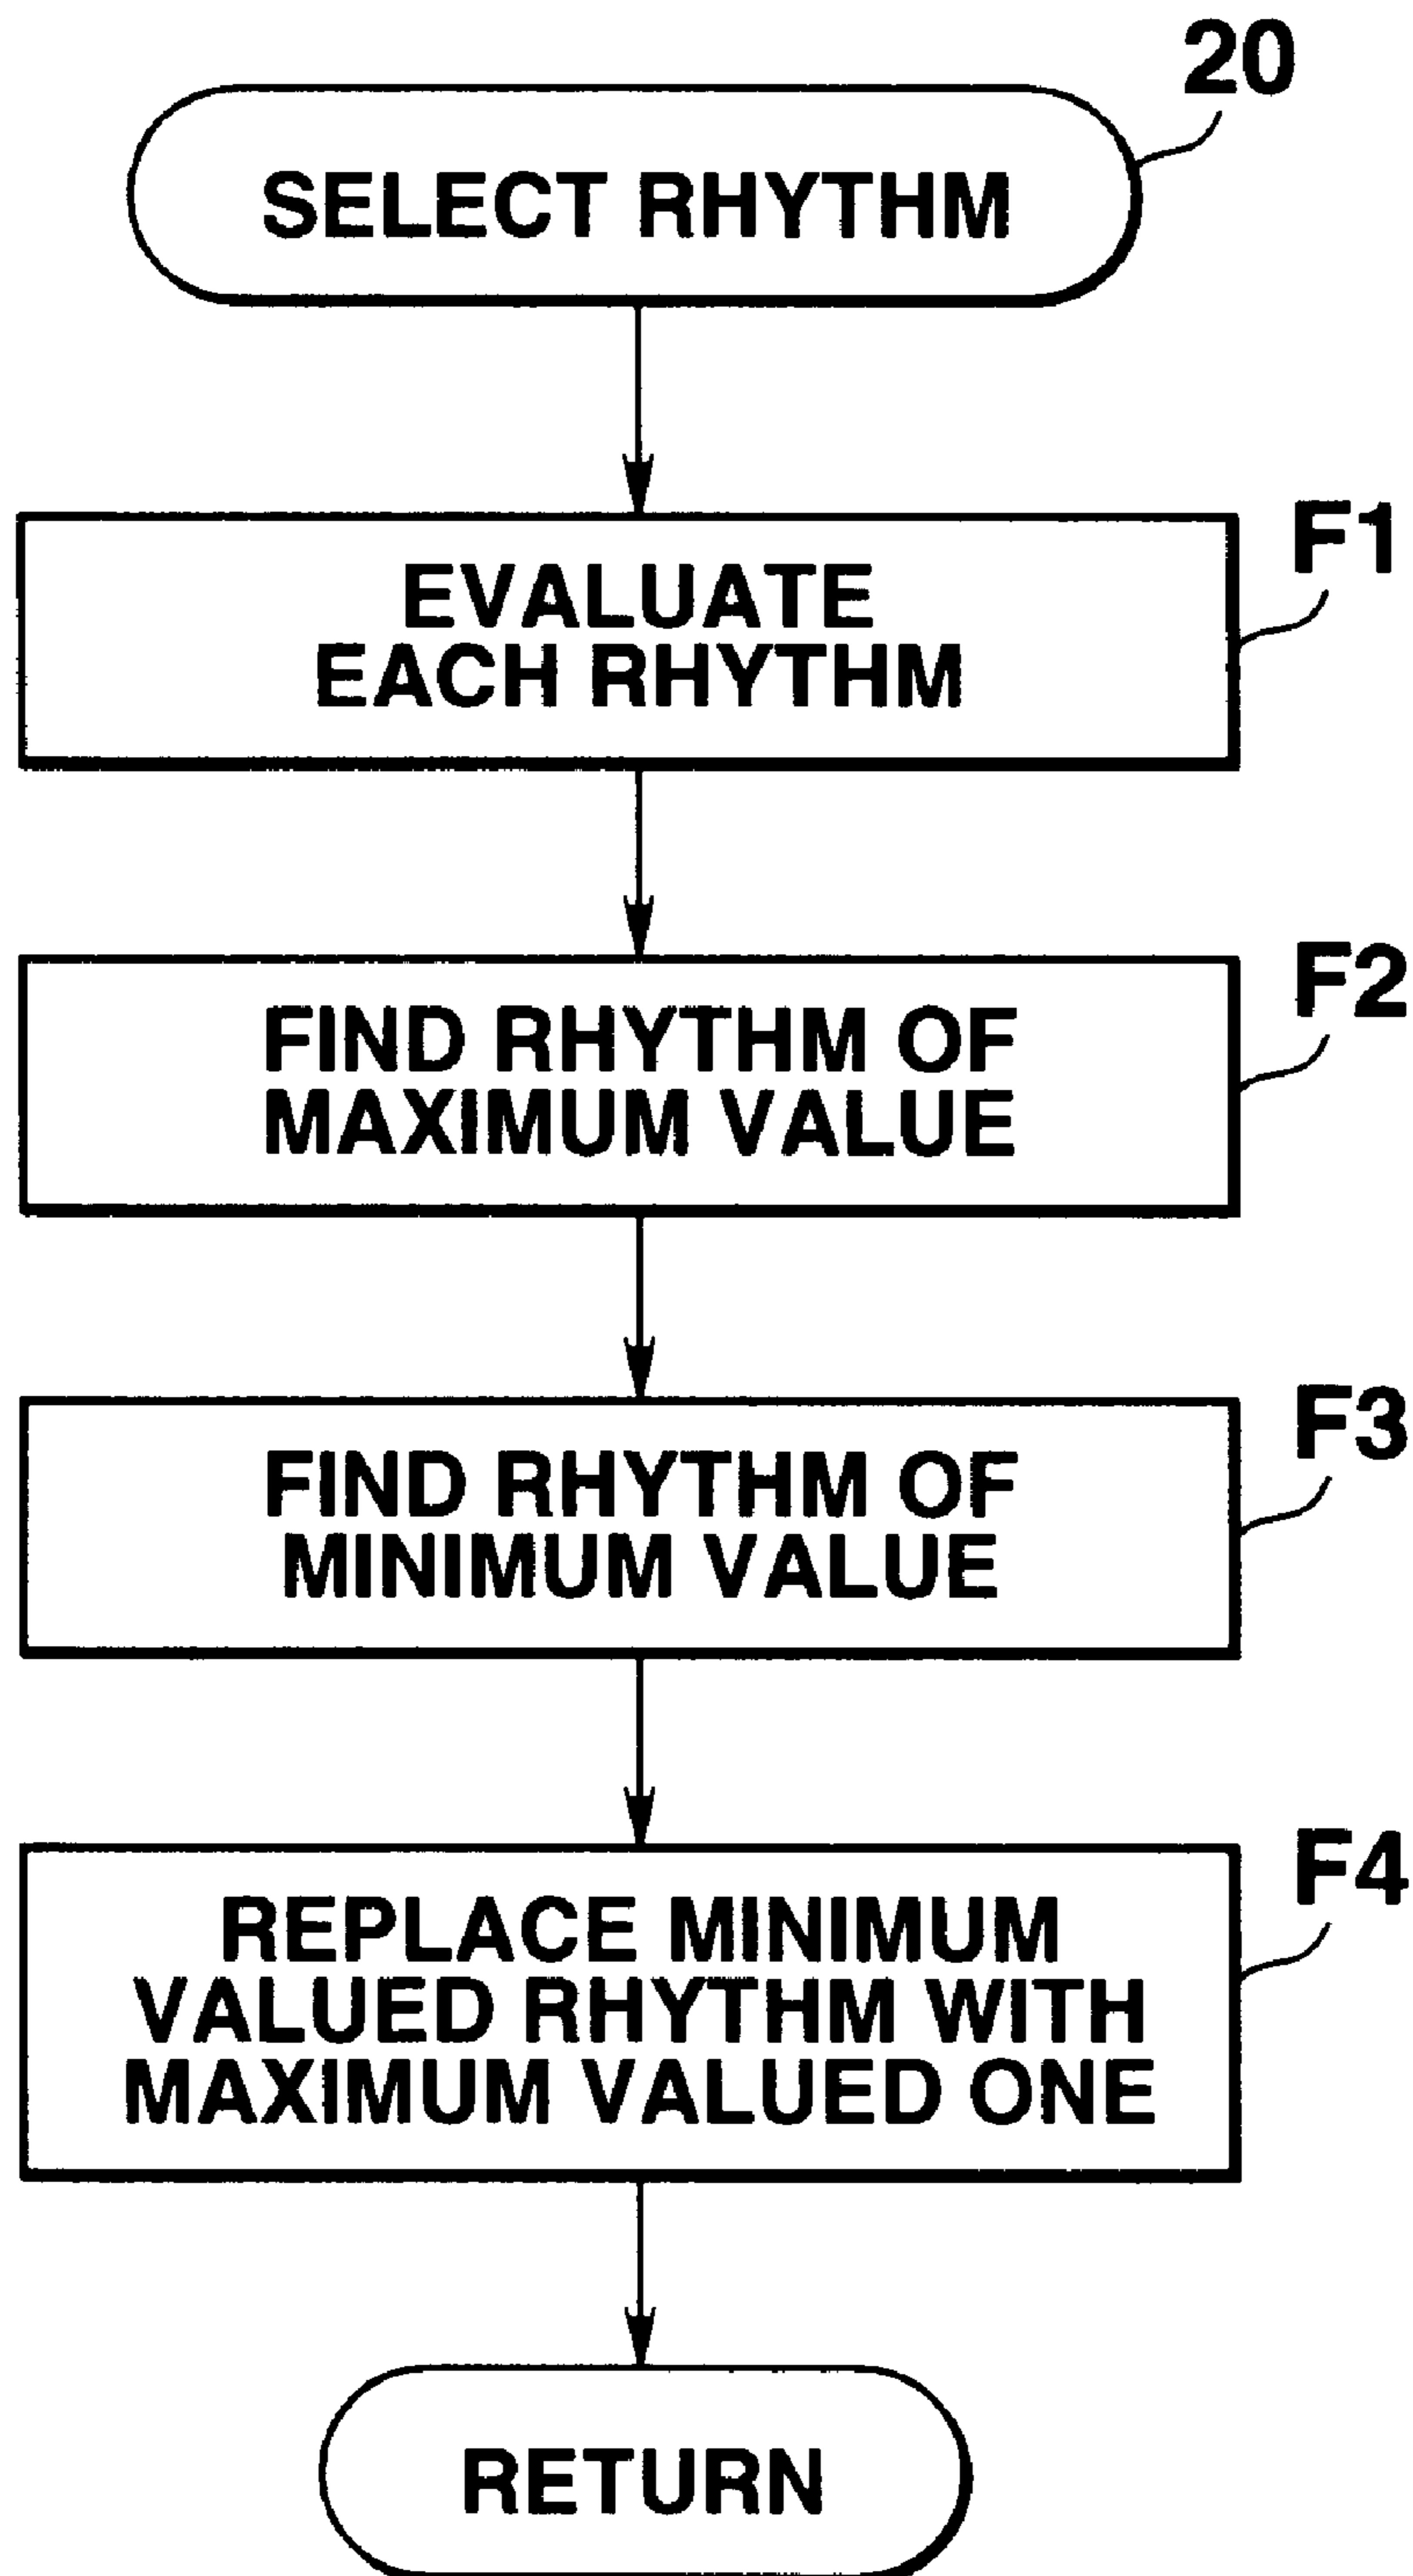 20
SELECT RHYTHM
F1
EVALUATE
EACH RHYTHM
F2
FIND RHYTHM OF
MAXIMUM VALUE
F3
FIND RHYTHM OF
MINIMUM VALUE
F4
REPLACE MINIMUM
VALUED RHYTHM WITH
MAXIMUM VALUED ONE
RETURN